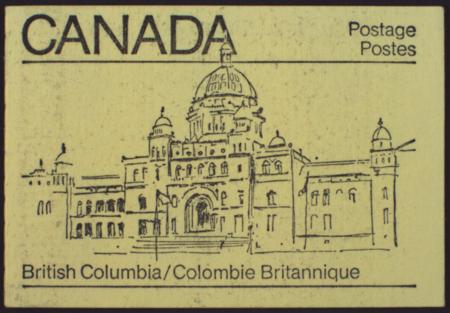 CANADA
Postage
Postes
British Columbia/Colombie Britannique